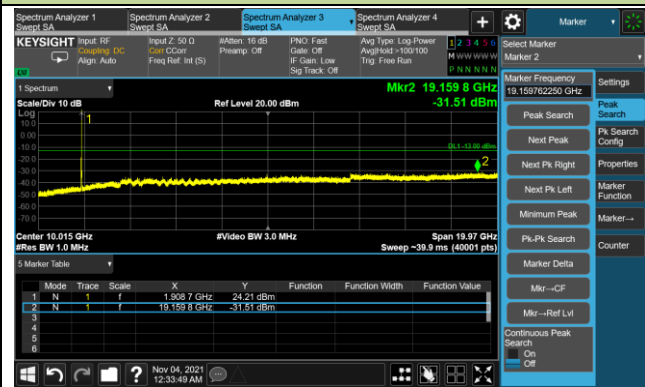 Spectrum Analyzer 1
Swept SA
Spectrum Analyzer 2
Swept SA
Spectrum Analyzer 3
Swept SA
Spectrum Analyzer 4
Swept SA
+
Marker
KEYSIGHT
Input: RF
Coupling: DC
Align: Auto
Input Z: 50 Ω
Corr CCorr
Freq Ref: Int (S)
#Atten: 16 dB
Preamp: Off
PNO: Fast
Gate: Off
IF Gain: Low
Sig Track: Off
Avg Type: Log-Power
Avg|Hold:>100/100
Trig: Free Run
1 2 3 4 5 6
M W W W W W
P N N N N N
LXI
Select Marker
Marker 2
1 Spectrum
Mkr2 19.159 8 GHz
-31.51 dBm
Scale/Div 10 dB
Ref Level 20.00 dBm
Log
10.0
0.00
-10.0
-20.0
-30.0
-40.0
-50.0
-60.0
-70.0
1
DL1 -13.00 dBm
2
Center 10.015 GHz
#Res BW 1.0 MHz
#Video BW 3.0 MHz
Span 19.97 GHz
Sweep ~39.9 ms (40001 pts)
5 Marker Table
Mode Trace Scale X Y Function Function Width Function Value
1 N 1 f 1.908 7 GHz 24.21 dBm
2 N 1 f 19.159 8 GHz -31.51 dBm
3
4
5
6
Nov 04, 2021
12:33:49 AM
?
Marker Frequency
19.159762250 GHz
Peak Search
Next Peak
Next Pk Right
Next Pk Left
Minimum Peak
Pk-Pk Search
Marker Delta
Mkr→CF
Mkr→Ref Lvl
Continuous Peak
Search
On
Off
Settings
Peak
Search
Pk Search
Config
Properties
Marker
Function
Marker→
Counter